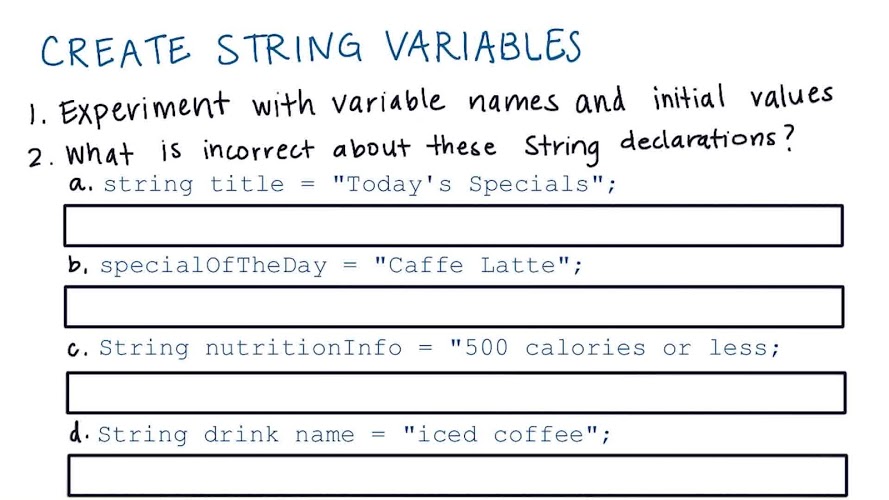 CREATE STRING VARIABLES
1. Experiment with variable names and initial values
2. What is incorrect about these String declarations?
a. string title = "Today's Specials";
b. specialOfTheDay = "Caffe Latte";
c. String nutritionInfo = "500 calories or less;
d. String drink name = "iced coffee";